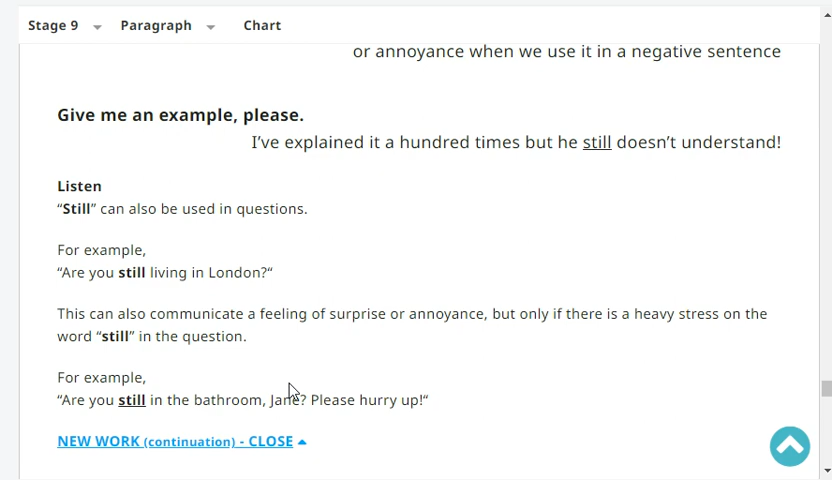 Stage 9 Paragraph Chart
or annoyance when we use it in a negative sentence
Give me an example, please.
I’ve explained it a hundred times but he still doesn’t understand!
Listen
“Still” can also be used in questions.
For example,
“Are you still living in London?“
This can also communicate a feeling of surprise or annoyance, but only if there is a heavy stress on the
word “still” in the question.
For example,
“Are you still in the bathroom, Jane? Please hurry up!“
NEW WORK (continuation) - CLOSE